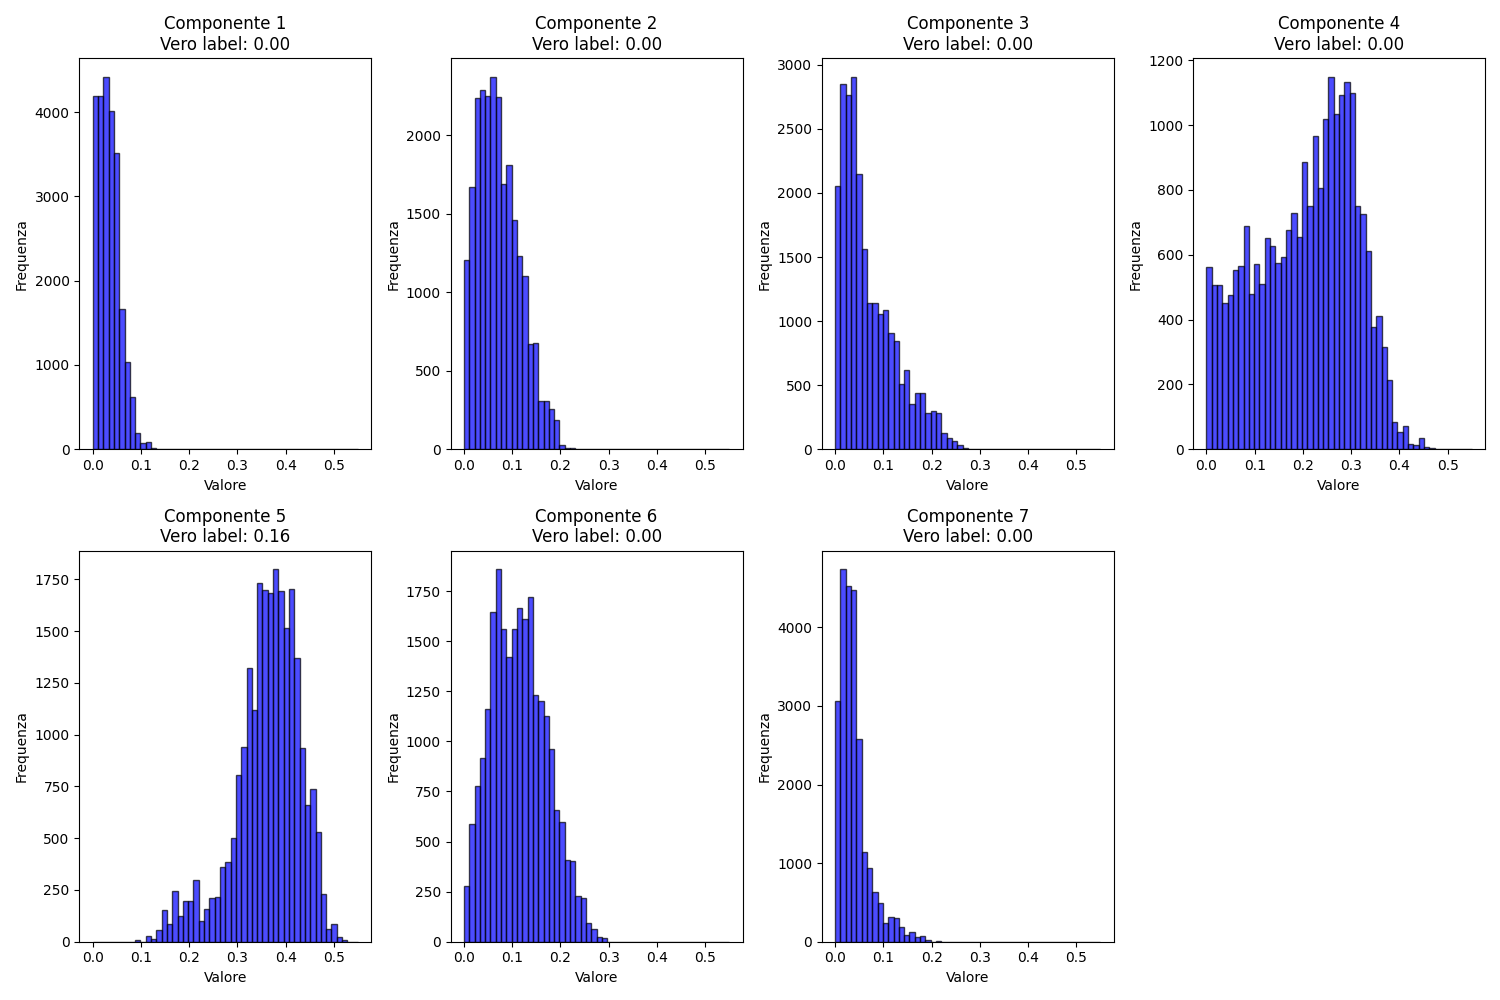 Componente 1
Vero label: 0.00
Frequenza
4000
3000
2000
1000
0
0.0 0.1 0.2 0.3 0.4 0.5
Valore
Componente 2
Vero label: 0.00
Frequenza
2000
1500
1000
500
0
0.0 0.1 0.2 0.3 0.4 0.5
Valore
Componente 3
Vero label: 0.00
Frequenza
3000
2500
2000
1500
1000
500
0
0.0 0.1 0.2 0.3 0.4 0.5
Valore
Componente 4
Vero label: 0.00
Frequenza
1200
1000
800
600
400
200
0
0.0 0.1 0.2 0.3 0.4 0.5
Valore
Componente 5
Vero label: 0.16
Frequenza
1750
1500
1250
1000
750
500
250
0
0.0 0.1 0.2 0.3 0.4 0.5
Valore
Componente 6
Vero label: 0.00
Frequenza
1750
1500
1250
1000
750
500
250
0
0.0 0.1 0.2 0.3 0.4 0.5
Valore
Componente 7
Vero label: 0.00
Frequenza
4000
3000
2000
1000
0
0.0 0.1 0.2 0.3 0.4 0.5
Valore